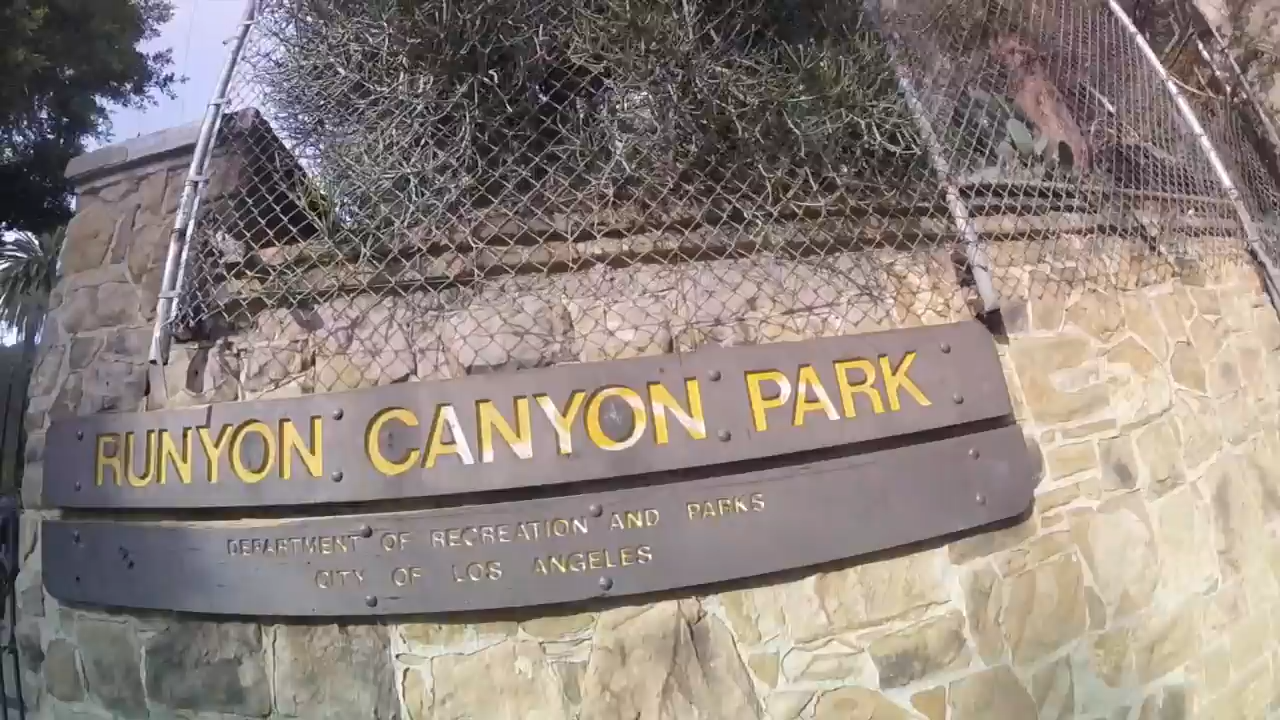 RUNYON CANYON PARK
DEPARTMENT OF RECREATION AND PARKS
CITY OF LOS ANGELES